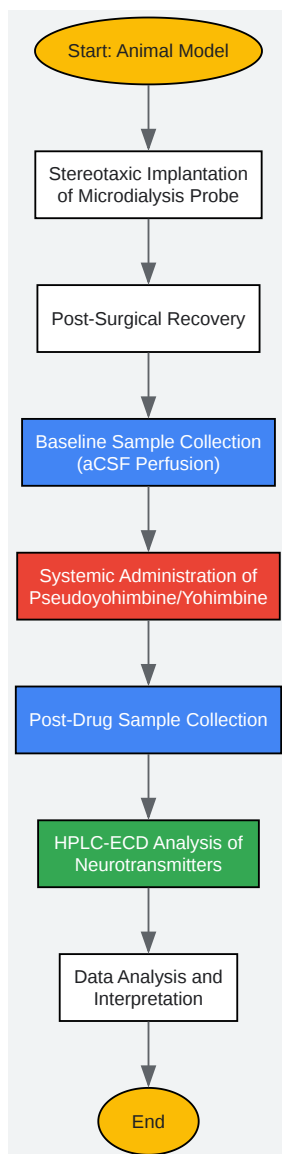 Start: Animal Model
Stereotaxic Implantation
of Microdialysis Probe
Post-Surgical Recovery
Baseline Sample Collection
(aCSF Perfusion)
Systemic Administration of
Pseudoyohimbine/Yohimbine
Post-Drug Sample Collection
HPLC-ECD Analysis of
Neurotransmitters
Data Analysis and
Interpretation
End